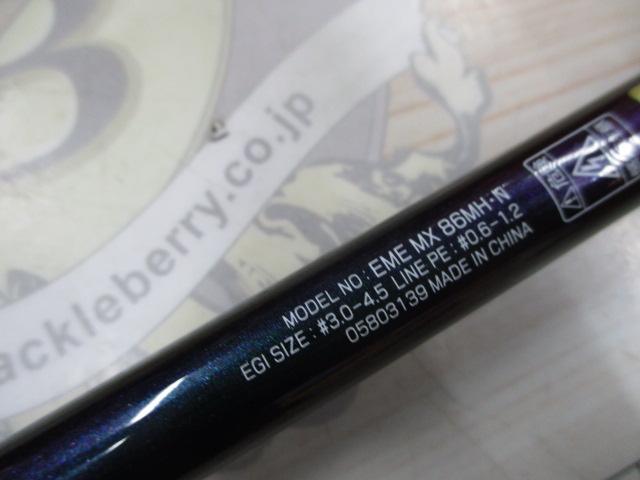 B
ackleberry.co.jp
MODEL NO : EME MX 86MH・N
EGI SIZE : #3.0-4.5 LINE PE : #0.6-1.2
05803139 MADE IN CHINA